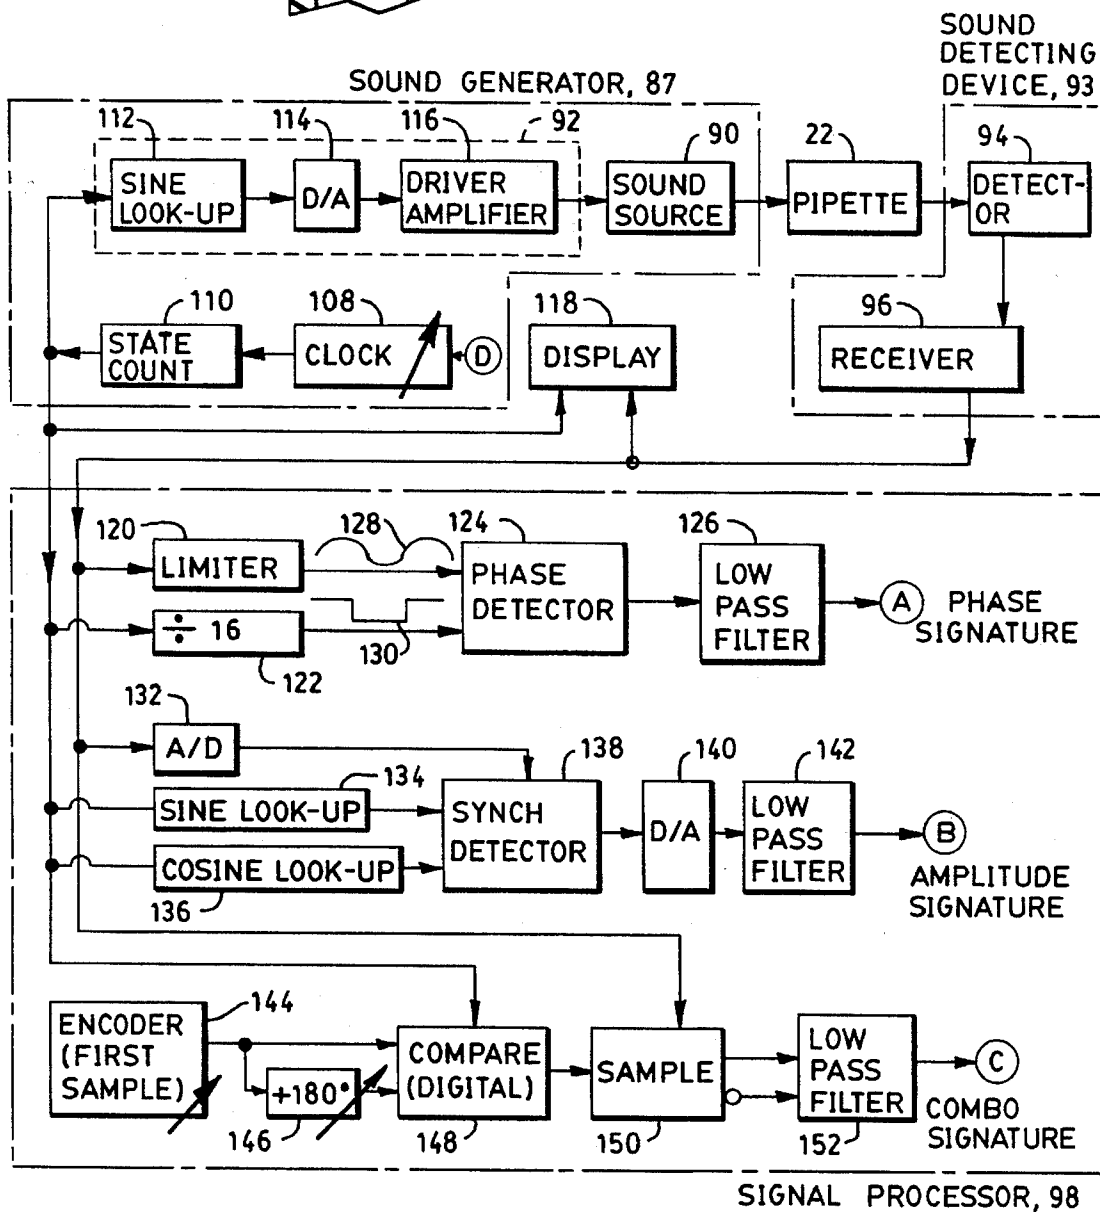 SOUND
DETECTING
DEVICE, 93
SOUND GENERATOR, 87
112
114
116
92
90
22
94
SINE
LOOK-UP
D/A
DRIVER
AMPLIFIER
SOUND
SOURCE
PIPETTE
DETECT-
OR
110
108
118
96
STATE
COUNT
CLOCK
D
DISPLAY
RECEIVER
120
128
124
126
LIMITER
PHASE
DETECTOR
LOW
PASS
FILTER
A
PHASE
SIGNATURE
÷ 16
130
122
132
A/D
134
138
140
142
SINE LOOK-UP
SYNCH
DETECTOR
D/A
LOW
PASS
FILTER
B
COSINE LOOK-UP
136
AMPLITUDE
SIGNATURE
144
ENCODER
(FIRST
SAMPLE)
+180°
146
COMPARE
(DIGITAL)
148
SAMPLE
150
LOW
PASS
FILTER
152
C
COMBO
SIGNATURE
SIGNAL PROCESSOR, 98